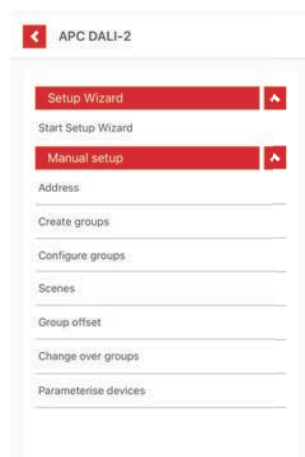 APC DALI-2
Setup Wizard
Start Setup Wizard
Manual setup
Address
Create groups
Configure groups
Scenes
Group offset
Change over groups
Parameterise devices